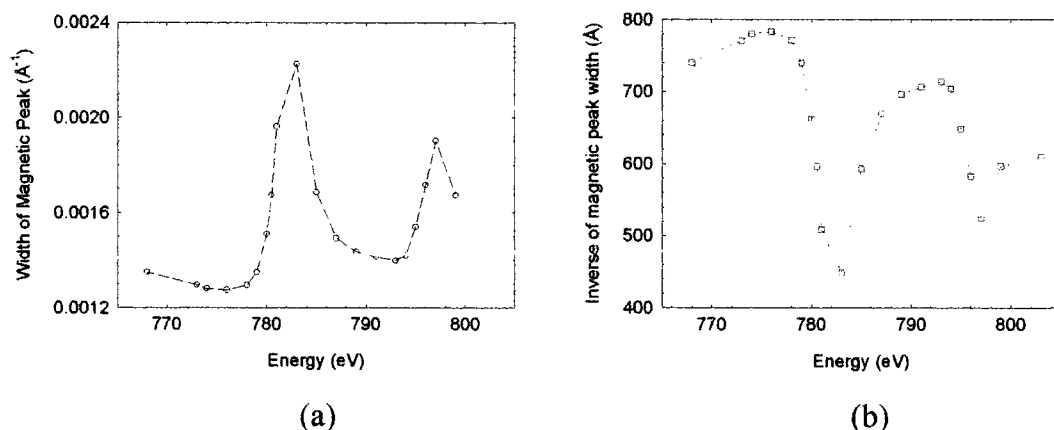 0.0024
0.0020
0.0016
0.0012
Width of Magnetic Peak (Å⁻¹)
770 780 790 800
Energy (eV)
(a)
800
700
600
500
400
Inverse of magnetic peak width (Å)
770 780 790 800
Energy (eV)
(b)